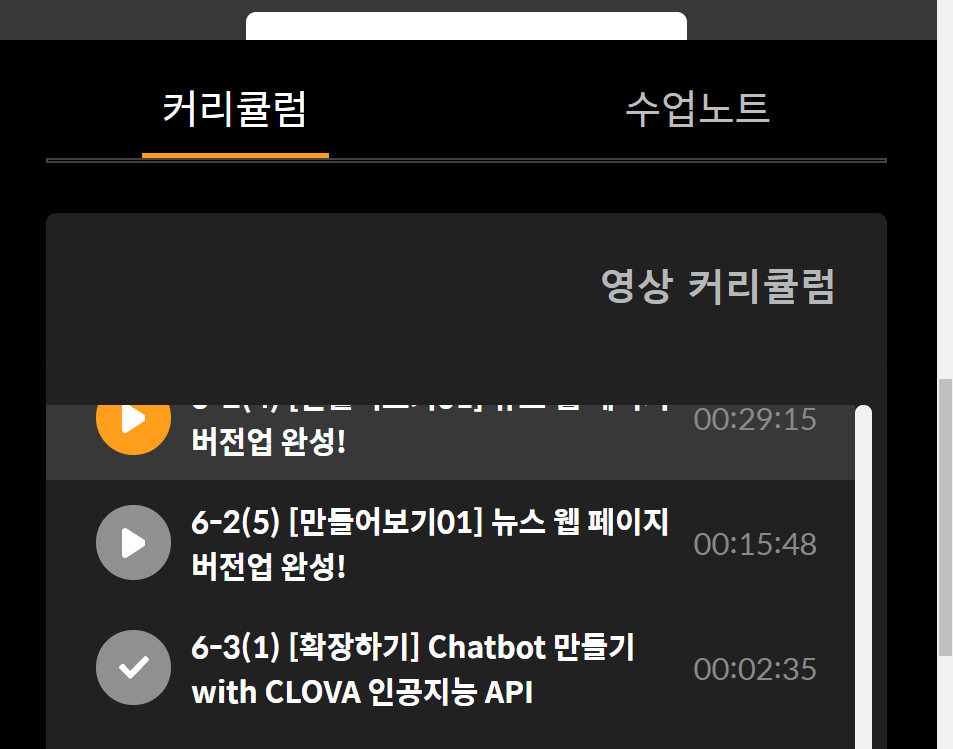 커리큘럼
수업노트
영상 커리큘럼
00:29:15
버전업 완성!
6-2(5) [만들어보기01] 뉴스 웹 페이지
00:15:48
버전업 완성!
6-3(1) [확장하기] Chatbot 만들기
00:02:35
with CLOVA 인공지능 API